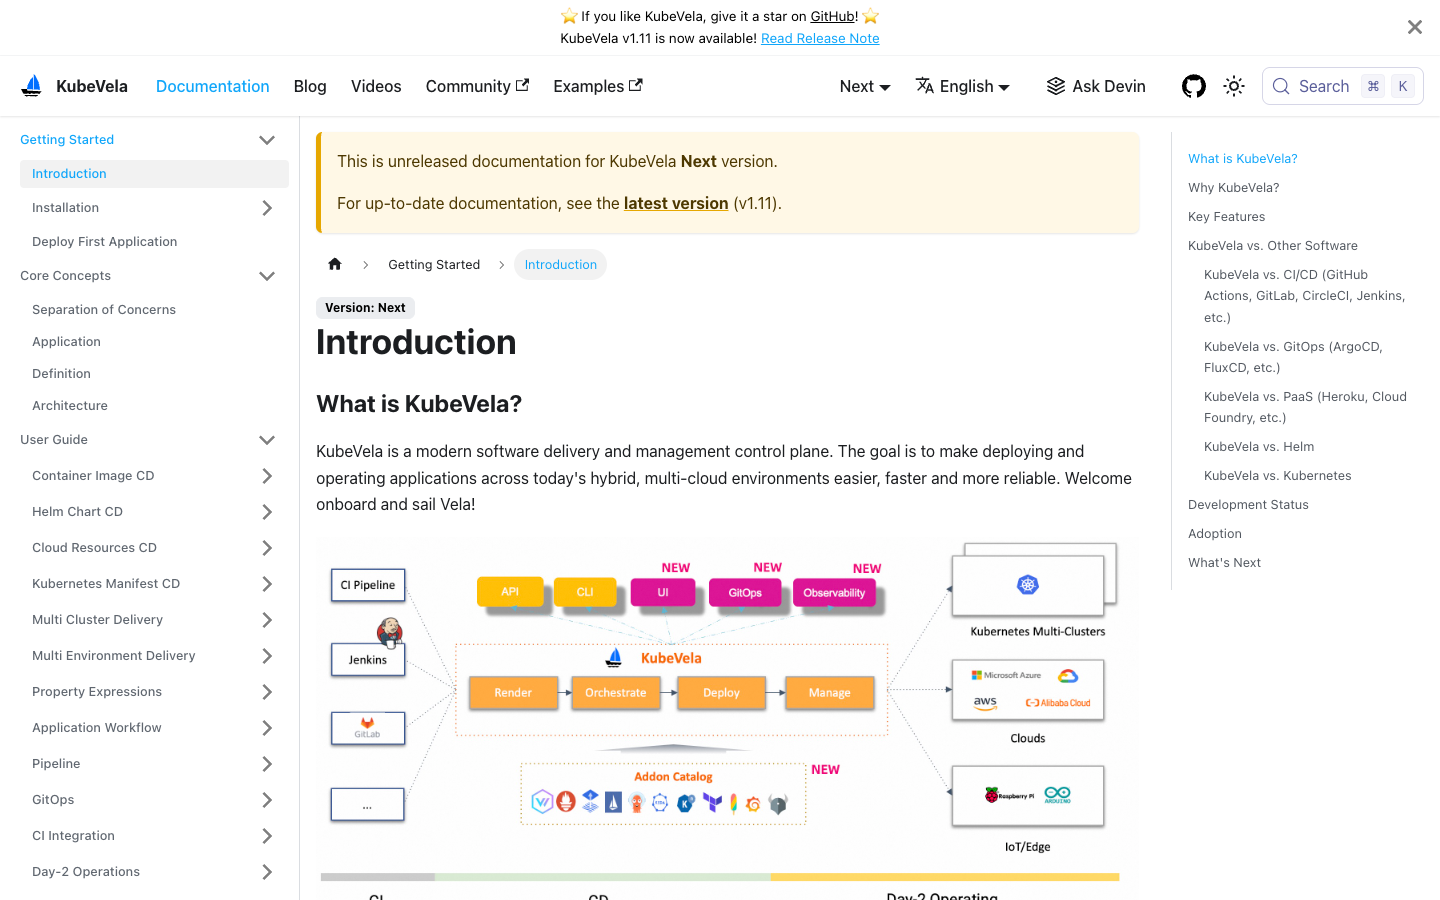 ⭐️ If you like KubeVela, give it a star on GitHub! ⭐️
KubeVela v1.11 is now available! Read Release Note
KubeVela
Documentation
Blog
Videos
Community
Examples
Next
English
Ask Devin
Search ⌘ K
Getting Started
Introduction
Installation
Deploy First Application
Core Concepts
Separation of Concerns
Application
Definition
Architecture
User Guide
Container Image CD
Helm Chart CD
Cloud Resources CD
Kubernetes Manifest CD
Multi Cluster Delivery
Multi Environment Delivery
Property Expressions
Application Workflow
Pipeline
GitOps
CI Integration
Day-2 Operations
This is unreleased documentation for KubeVela Next version.
For up-to-date documentation, see the latest version (v1.11).
Getting Started
Introduction
Version: Next
Introduction
What is KubeVela?
KubeVela is a modern software delivery and management control plane. The goal is to make deploying and
operating applications across today's hybrid, multi-cloud environments easier, faster and more reliable. Welcome
onboard and sail Vela!
CI Pipeline
Jenkins
GitLab
...
NEW
NEW
NEW
API
CLI
UI
GitOps
Observability
KubeVela
Render
Orchestrate
Deploy
Manage
Addon Catalog
NEW
Kubernetes Multi-Clusters
Microsoft Azure
aws
Alibaba Cloud
Clouds
Raspberry Pi
ARDUINO
IoT/Edge
CI
CD
Day-2 Operating
What is KubeVela?
Why KubeVela?
Key Features
KubeVela vs. Other Software
KubeVela vs. CI/CD (GitHub
Actions, GitLab, CircleCI, Jenkins,
etc.)
KubeVela vs. GitOps (ArgoCD,
FluxCD, etc.)
KubeVela vs. PaaS (Heroku, Cloud
Foundry, etc.)
KubeVela vs. Helm
KubeVela vs. Kubernetes
Development Status
Adoption
What's Next